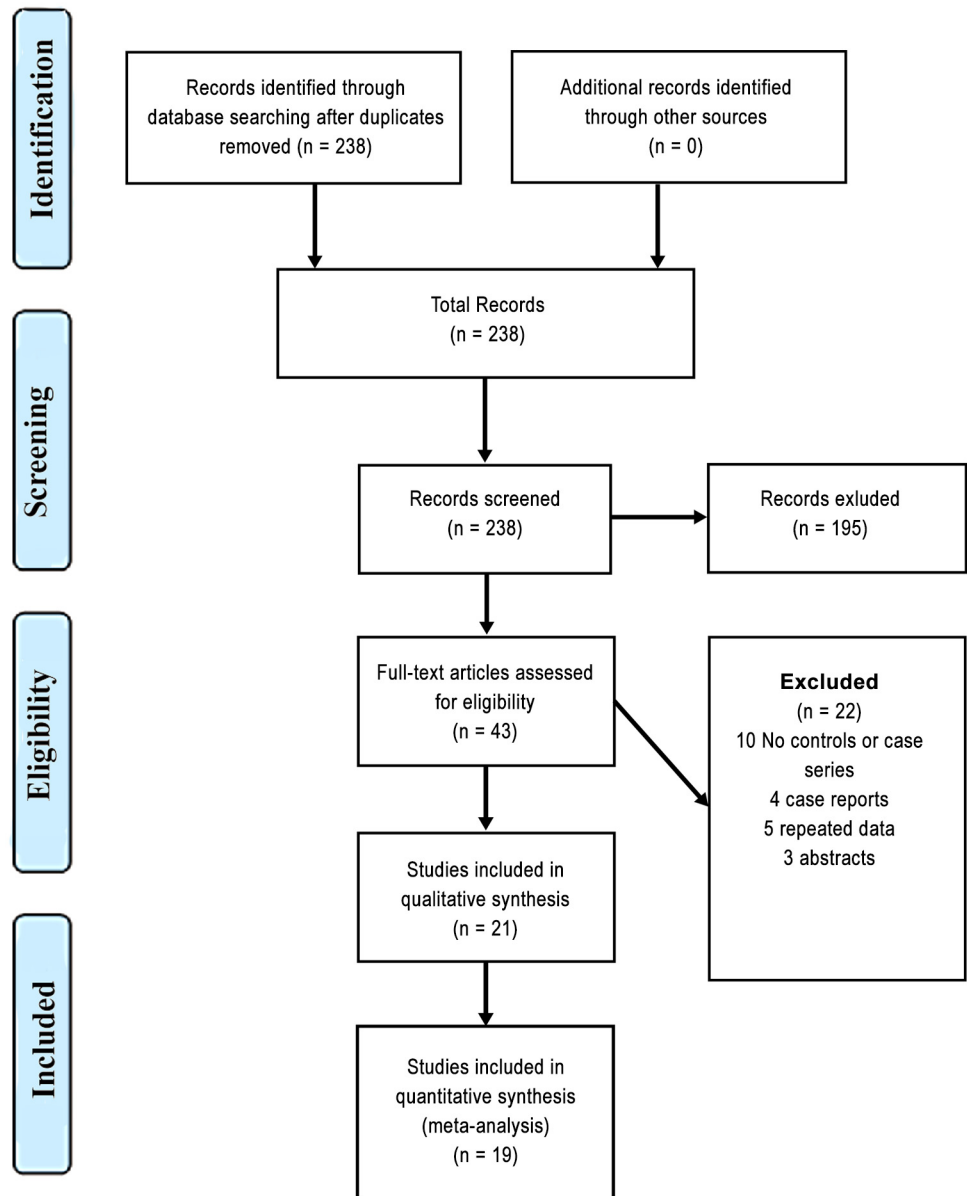 Identification
Records identified through
database searching after duplicates
removed (n = 238)
Additional records identified
through other sources
(n = 0)
Total Records
(n = 238)
Screening
Records screened
(n = 238)
Records exluded
(n = 195)
Eligibility
Full-text articles assessed
for eligibility
(n = 43)
Excluded
(n = 22)
10 No controls or case
series
4 case reports
5 repeated data
3 abstracts
Studies included in
qualitative synthesis
(n = 21)
Included
Studies included in
quantitative synthesis
(meta-analysis)
(n = 19)